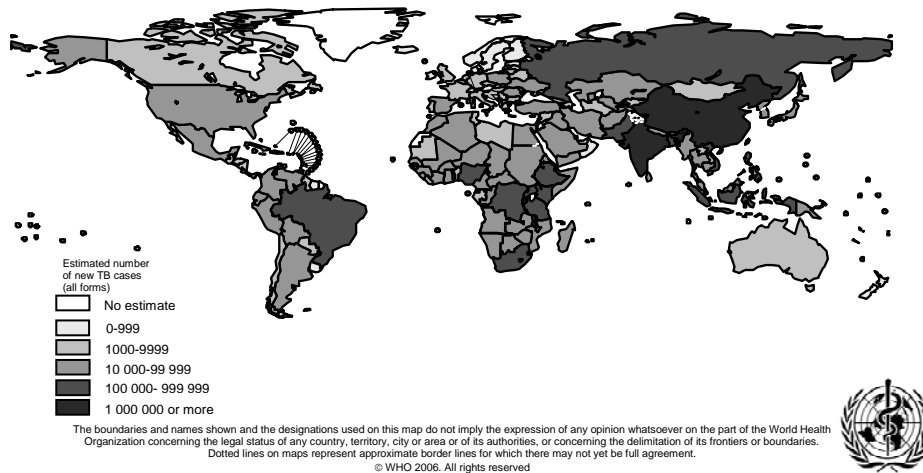 Estimated number
of new TB cases
(all forms)
No estimate
0-999
1000-9999
10 000-99 999
100 000- 999 999
1 000 000 or more
The boundaries and names shown and the designations used on this map do not imply the expression of any opinion whatsoever on the part of the World Health
Organization concerning the legal status of any country, territory, city or area or of its authorities, or concerning the delimitation of its frontiers or boundaries.
Dotted lines on maps represent approximate border lines for which there may not yet be full agreement.
© WHO 2006. All rights reserved